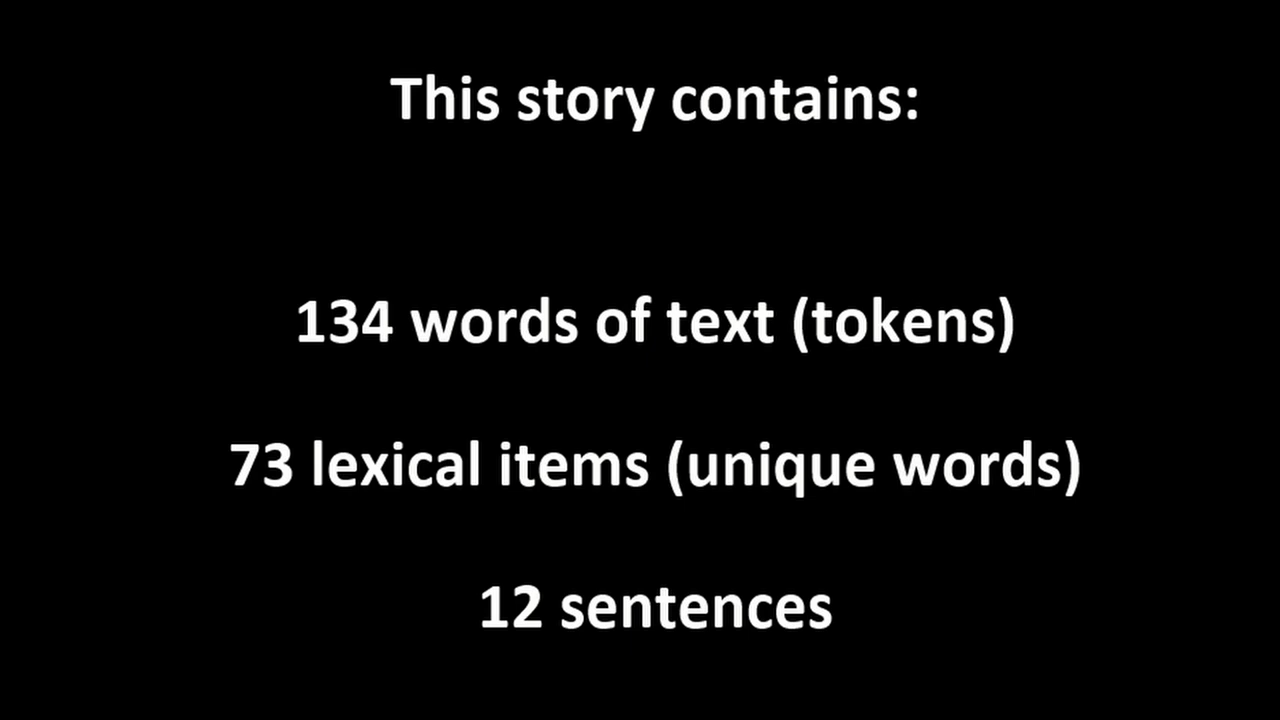 This story contains:
134 words of text (tokens)
73 lexical items (unique words)
12 sentences